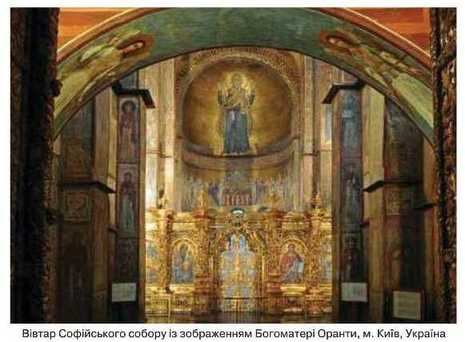 Вівтар Софійського собору із зображенням Богоматері Оранти, м. Київ, Україна